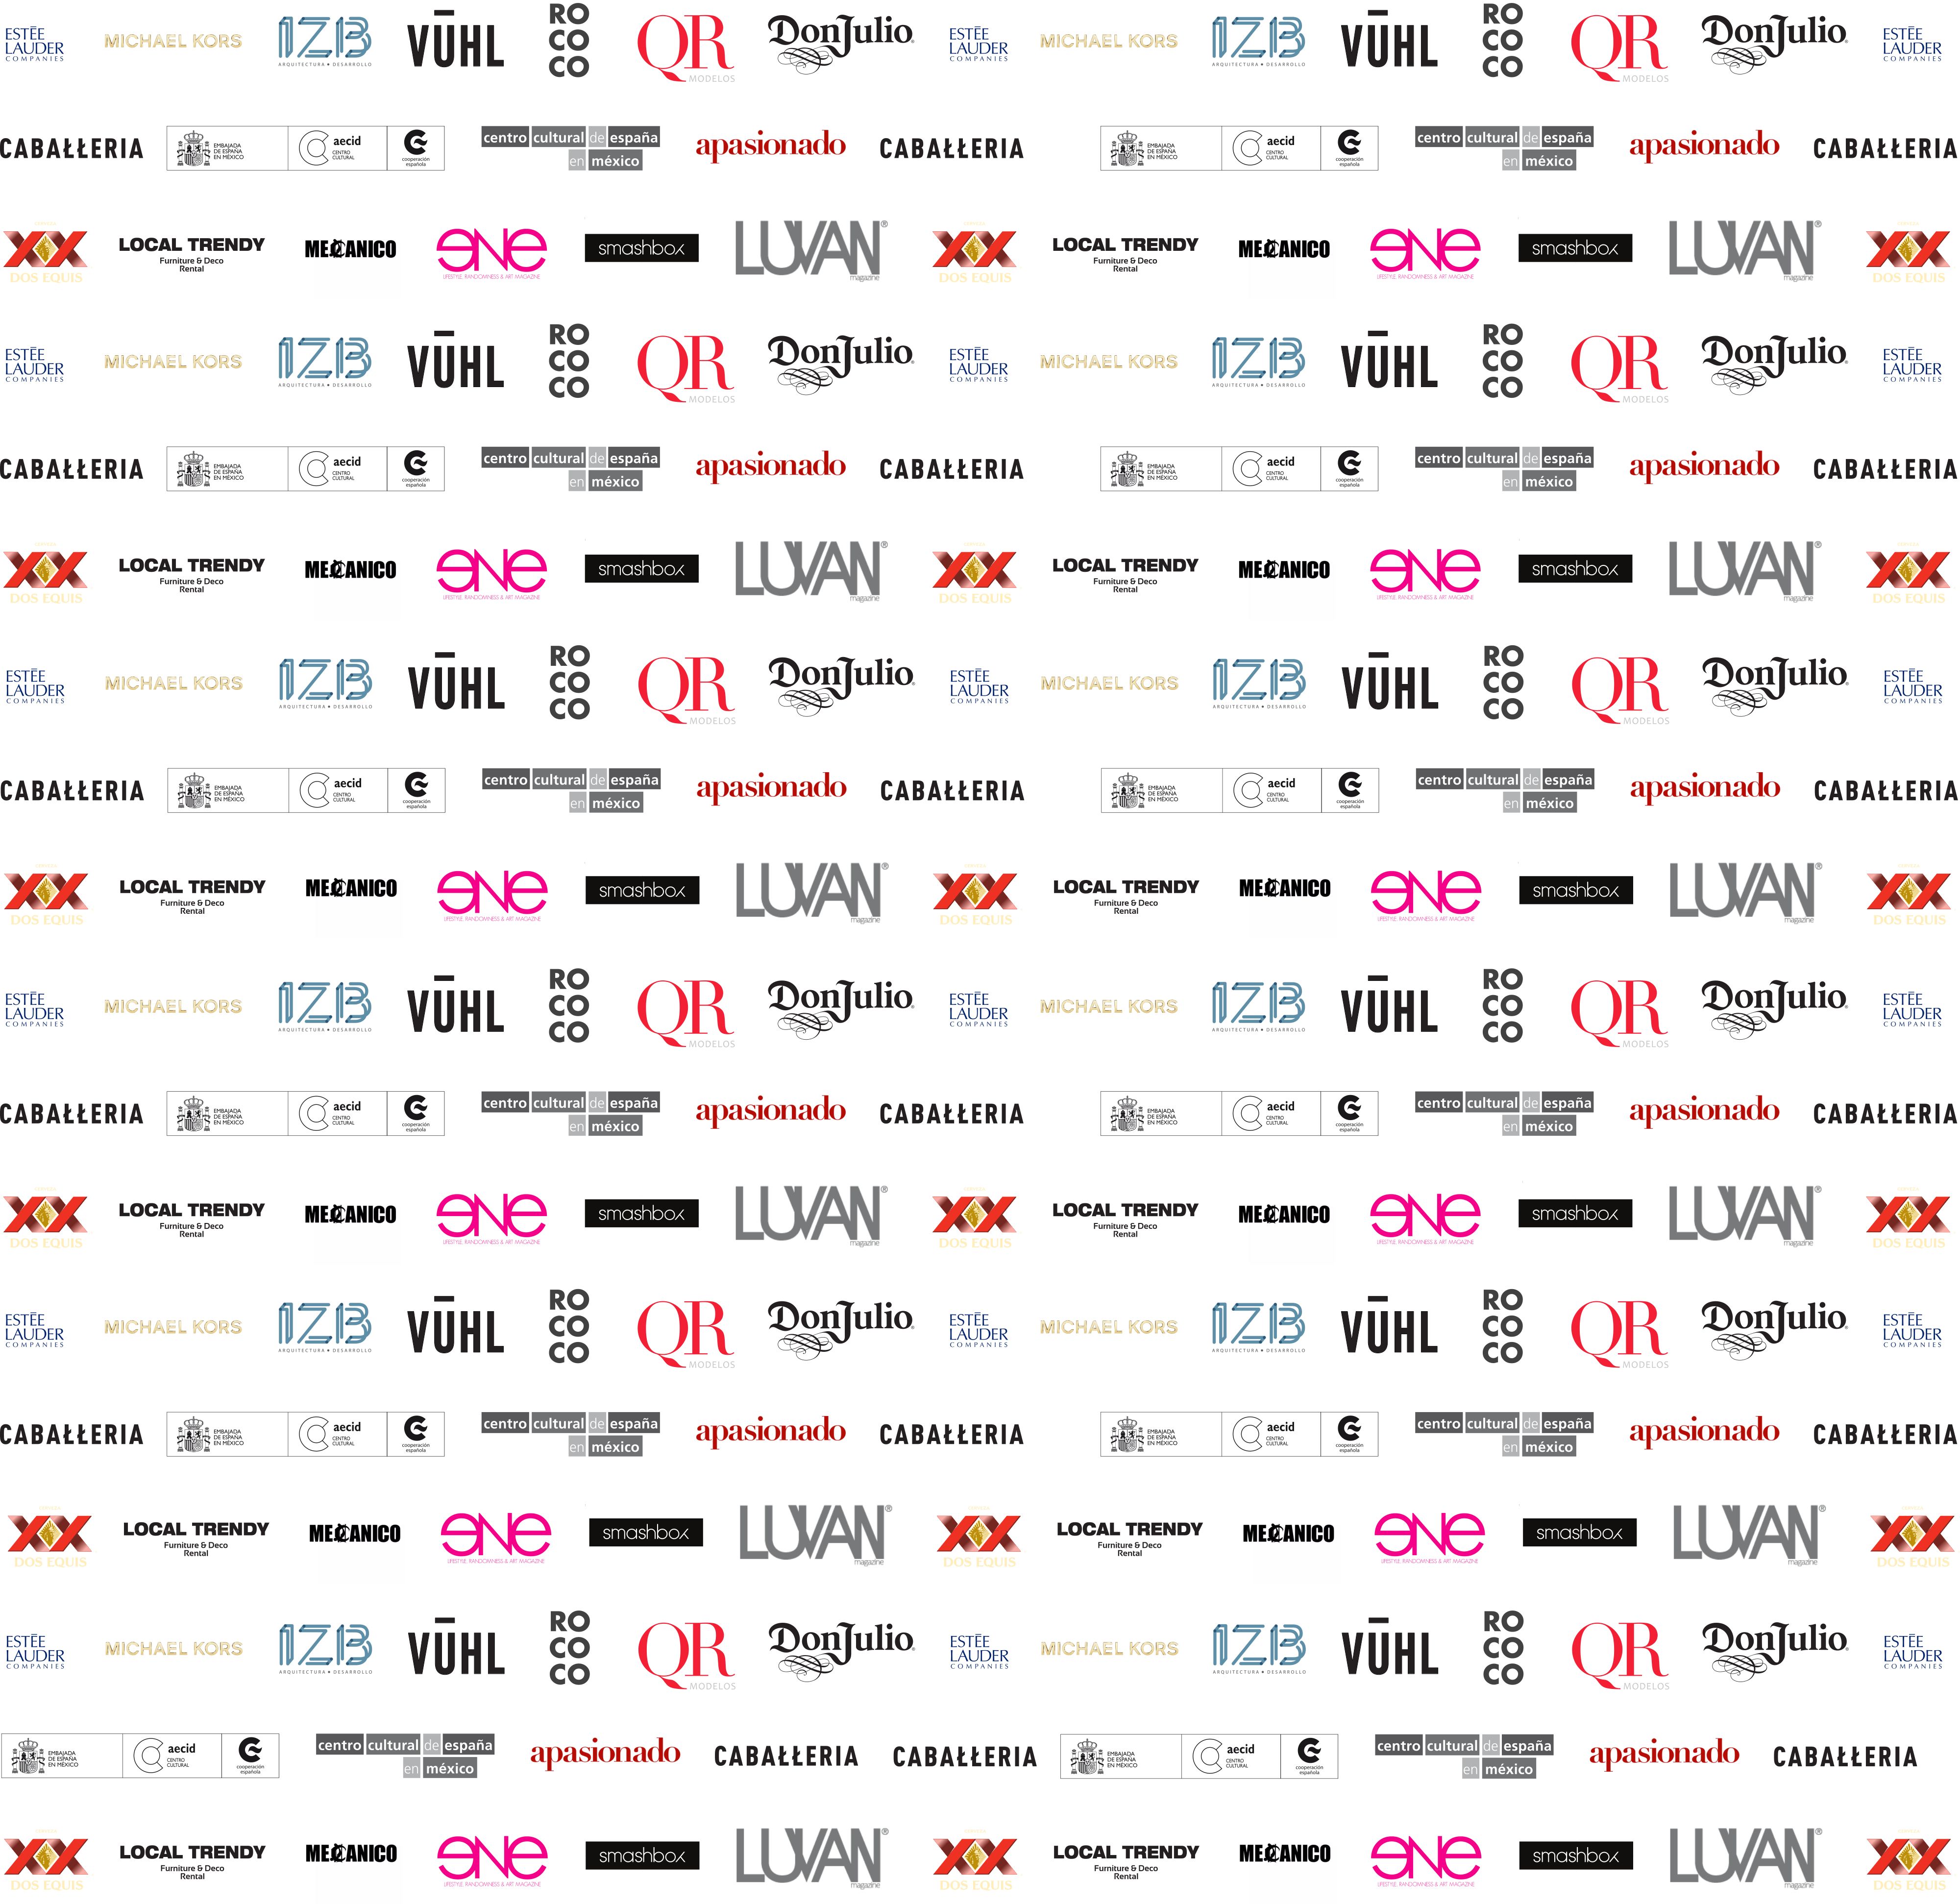 ESTĒE LAUDER COMPANIES MICHAEL KORS IZB ARQUITECTURA • DESARROLLO VŪHL RO CO CO QR MODELOS DonJulio ESTĒE LAUDER COMPANIES MICHAEL KORS IZB ARQUITECTURA • DESARROLLO VŪHL RO CO CO QR MODELOS DonJulio ESTĒE LAUDER COMPANIES
CABAŁŁERIA EMBAJADA DE ESPAÑA EN MÉXICO aecid CENTRO CULTURAL cooperación española centro cultural de españa en méxico apasionado CABAŁŁERIA EMBAJADA DE ESPAÑA EN MÉXICO aecid CENTRO CULTURAL cooperación española centro cultural de españa en méxico apasionado CABAŁŁERIA
XX DOS EQUIS LOCAL TRENDY Furniture & Deco Rental MECANICO eNe LIFESTYLE, RANDOMNESS & ART MAGAZINE smashbox LUVAN® magazine XX DOS EQUIS LOCAL TRENDY Furniture & Deco Rental MECANICO eNe LIFESTYLE, RANDOMNESS & ART MAGAZINE smashbox LUVAN® magazine XX DOS EQUIS
ESTĒE LAUDER COMPANIES MICHAEL KORS IZB ARQUITECTURA • DESARROLLO VŪHL RO CO CO QR MODELOS DonJulio ESTĒE LAUDER COMPANIES MICHAEL KORS IZB ARQUITECTURA • DESARROLLO VŪHL RO CO CO QR MODELOS DonJulio ESTĒE LAUDER COMPANIES
CABAŁŁERIA EMBAJADA DE ESPAÑA EN MÉXICO aecid CENTRO CULTURAL cooperación española centro cultural de españa en méxico apasionado CABAŁŁERIA EMBAJADA DE ESPAÑA EN MÉXICO aecid CENTRO CULTURAL cooperación española centro cultural de españa en méxico apasionado CABAŁŁERIA
XX DOS EQUIS LOCAL TRENDY Furniture & Deco Rental MECANICO eNe LIFESTYLE, RANDOMNESS & ART MAGAZINE smashbox LUVAN® magazine XX DOS EQUIS LOCAL TRENDY Furniture & Deco Rental MECANICO eNe LIFESTYLE, RANDOMNESS & ART MAGAZINE smashbox LUVAN® magazine XX DOS EQUIS
ESTĒE LAUDER COMPANIES MICHAEL KORS IZB ARQUITECTURA • DESARROLLO VŪHL RO CO CO QR MODELOS DonJulio ESTĒE LAUDER COMPANIES MICHAEL KORS IZB ARQUITECTURA • DESARROLLO VŪHL RO CO CO QR MODELOS DonJulio ESTĒE LAUDER COMPANIES
CABAŁŁERIA EMBAJADA DE ESPAÑA EN MÉXICO aecid CENTRO CULTURAL cooperación española centro cultural de españa en méxico apasionado CABAŁŁERIA EMBAJADA DE ESPAÑA EN MÉXICO aecid CENTRO CULTURAL cooperación española centro cultural de españa en méxico apasionado CABAŁŁERIA
XX DOS EQUIS LOCAL TRENDY Furniture & Deco Rental MECANICO eNe LIFESTYLE, RANDOMNESS & ART MAGAZINE smashbox LUVAN® magazine XX DOS EQUIS LOCAL TRENDY Furniture & Deco Rental MECANICO eNe LIFESTYLE, RANDOMNESS & ART MAGAZINE smashbox LUVAN® magazine XX DOS EQUIS
ESTĒE LAUDER COMPANIES MICHAEL KORS IZB ARQUITECTURA • DESARROLLO VŪHL RO CO CO QR MODELOS DonJulio ESTĒE LAUDER COMPANIES MICHAEL KORS IZB ARQUITECTURA • DESARROLLO VŪHL RO CO CO QR MODELOS DonJulio ESTĒE LAUDER COMPANIES
CABAŁŁERIA EMBAJADA DE ESPAÑA EN MÉXICO aecid CENTRO CULTURAL cooperación española centro cultural de españa en méxico apasionado CABAŁŁERIA EMBAJADA DE ESPAÑA EN MÉXICO aecid CENTRO CULTURAL cooperación española centro cultural de españa en méxico apasionado CABAŁŁERIA
XX DOS EQUIS LOCAL TRENDY Furniture & Deco Rental MECANICO eNe LIFESTYLE, RANDOMNESS & ART MAGAZINE smashbox LUVAN® magazine XX DOS EQUIS LOCAL TRENDY Furniture & Deco Rental MECANICO eNe LIFESTYLE, RANDOMNESS & ART MAGAZINE smashbox LUVAN® magazine XX DOS EQUIS
ESTĒE LAUDER COMPANIES MICHAEL KORS IZB ARQUITECTURA • DESARROLLO VŪHL RO CO CO QR MODELOS DonJulio ESTĒE LAUDER COMPANIES MICHAEL KORS IZB ARQUITECTURA • DESARROLLO VŪHL RO CO CO QR MODELOS DonJulio ESTĒE LAUDER COMPANIES
CABAŁŁERIA EMBAJADA DE ESPAÑA EN MÉXICO aecid CENTRO CULTURAL cooperación española centro cultural de españa en méxico apasionado CABAŁŁERIA EMBAJADA DE ESPAÑA EN MÉXICO aecid CENTRO CULTURAL cooperación española centro cultural de españa en méxico apasionado CABAŁŁERIA
XX DOS EQUIS LOCAL TRENDY Furniture & Deco Rental MECANICO eNe LIFESTYLE, RANDOMNESS & ART MAGAZINE smashbox LUVAN® magazine XX DOS EQUIS LOCAL TRENDY Furniture & Deco Rental MECANICO eNe LIFESTYLE, RANDOMNESS & ART MAGAZINE smashbox LUVAN® magazine XX DOS EQUIS
ESTĒE LAUDER COMPANIES MICHAEL KORS IZB ARQUITECTURA • DESARROLLO VŪHL RO CO CO QR MODELOS DonJulio ESTĒE LAUDER COMPANIES MICHAEL KORS IZB ARQUITECTURA • DESARROLLO VŪHL RO CO CO QR MODELOS DonJulio ESTĒE LAUDER COMPANIES
EMBAJADA DE ESPAÑA EN MÉXICO aecid CENTRO CULTURAL cooperación española centro cultural de españa en méxico apasionado CABAŁŁERIA CABAŁŁERIA EMBAJADA DE ESPAÑA EN MÉXICO aecid CENTRO CULTURAL cooperación española centro cultural de españa en méxico apasionado CABAŁŁERIA
XX DOS EQUIS LOCAL TRENDY Furniture & Deco Rental MECANICO eNe LIFESTYLE, RANDOMNESS & ART MAGAZINE smashbox LUVAN® magazine XX DOS EQUIS LOCAL TRENDY Furniture & Deco Rental MECANICO eNe LIFESTYLE, RANDOMNESS & ART MAGAZINE smashbox LUVAN® magazine XX DOS EQUIS